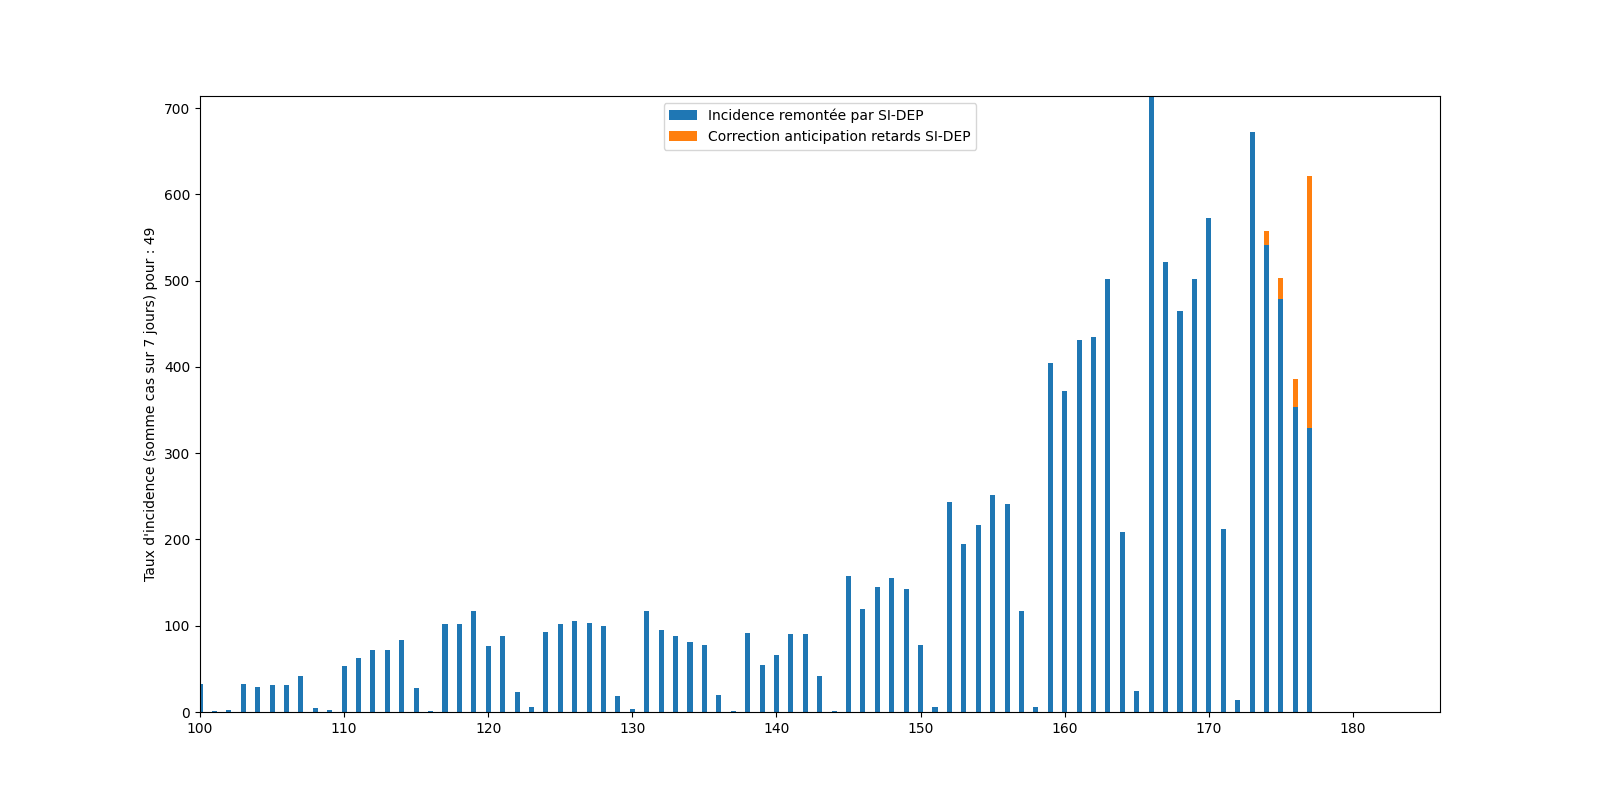 Incidence remontée par SI-DEP
Correction anticipation retards SI-DEP
Taux d'incidence (somme cas sur 7 jours) pour : 49
700
600
500
400
300
200
100
0
100 110 120 130 140 150 160 170 180